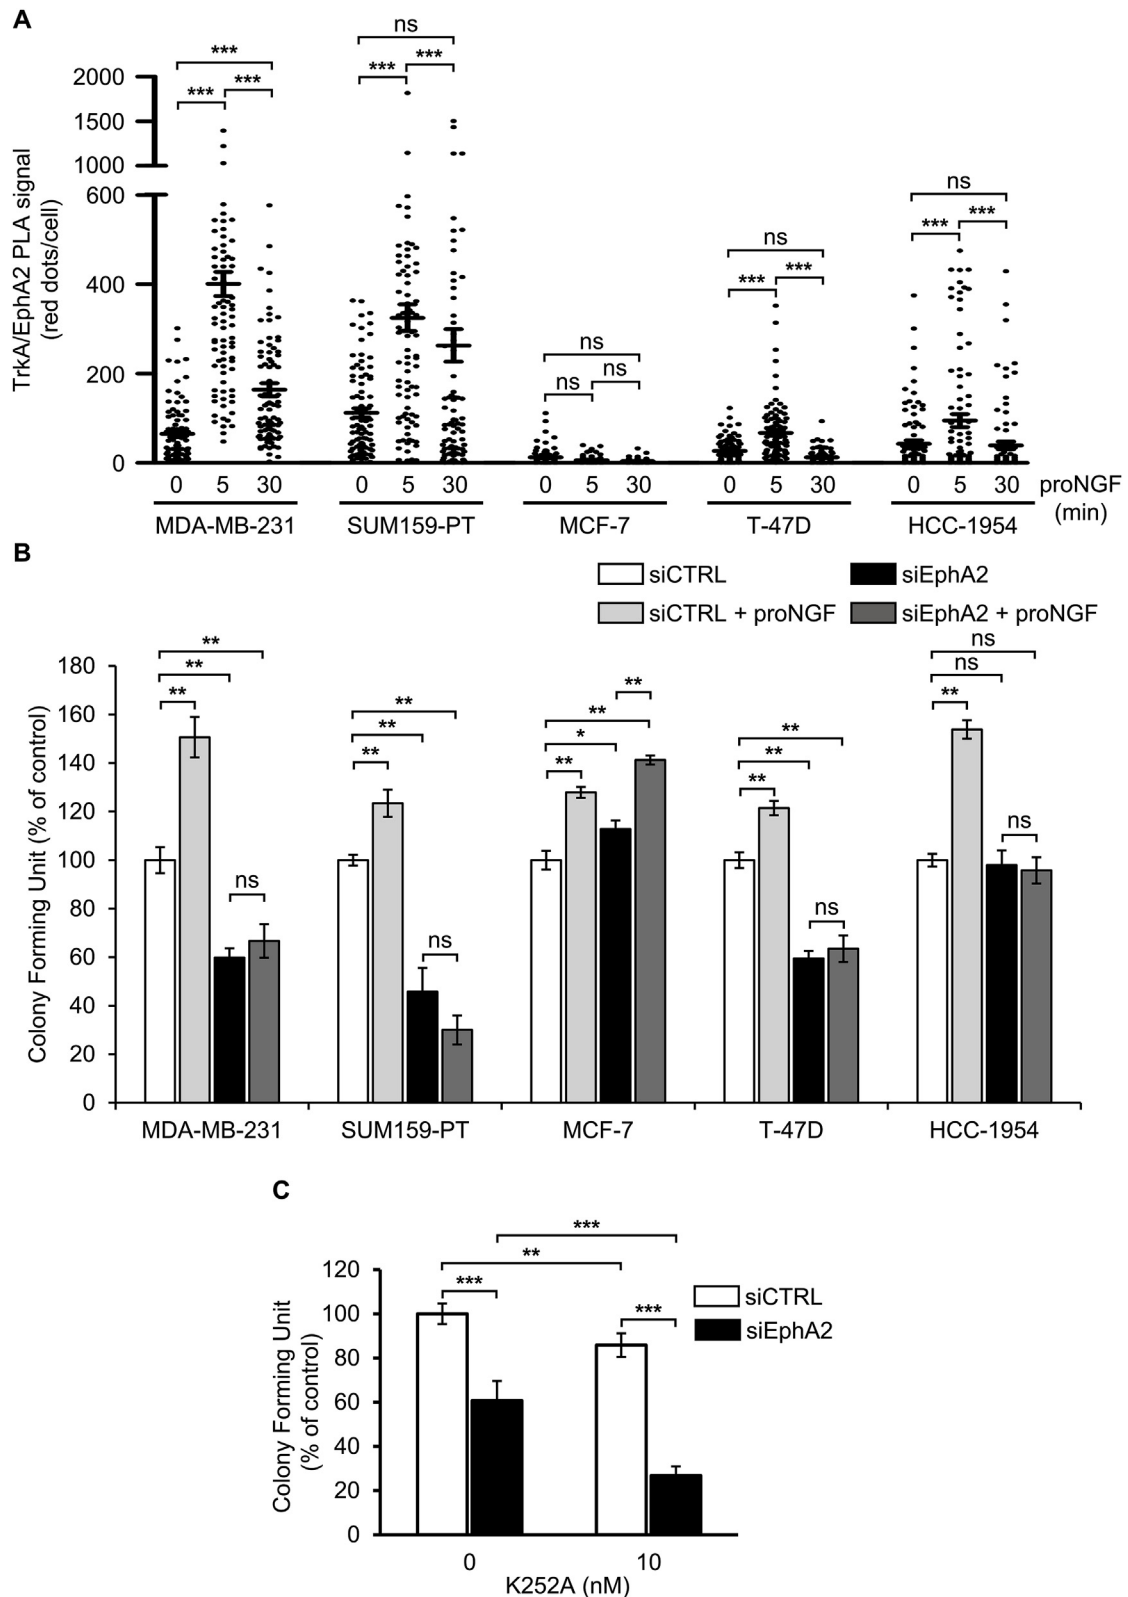 A
ns
***
***
***
***
***
2000
1500
1000
600
400
200
0
TrkA/EphA2 PLA signal
(red dots/cell)
ns
ns
ns
ns
ns
***
***
ns
***
***
0 5 30 0 5 30 0 5 30 0 5 30 0 5 30 proNGF
(min)
MDA-MB-231 SUM159-PT MCF-7 T-47D HCC-1954
B
siCTRL siEphA2
siCTRL + proNGF siEphA2 + proNGF
Colony Forming Unit (% of control)
180
160
140
120
100
80
60
40
20
0
**
**
**
ns
**
**
**
ns
**
**
*
**
**
**
**
ns
ns
ns
**
ns
MDA-MB-231 SUM159-PT MCF-7 T-47D HCC-1954
C
***
**
***
***
120
100
80
60
40
20
0
Colony Forming Unit
(% of control)
siCTRL
siEphA2
0 10
K252A (nM)